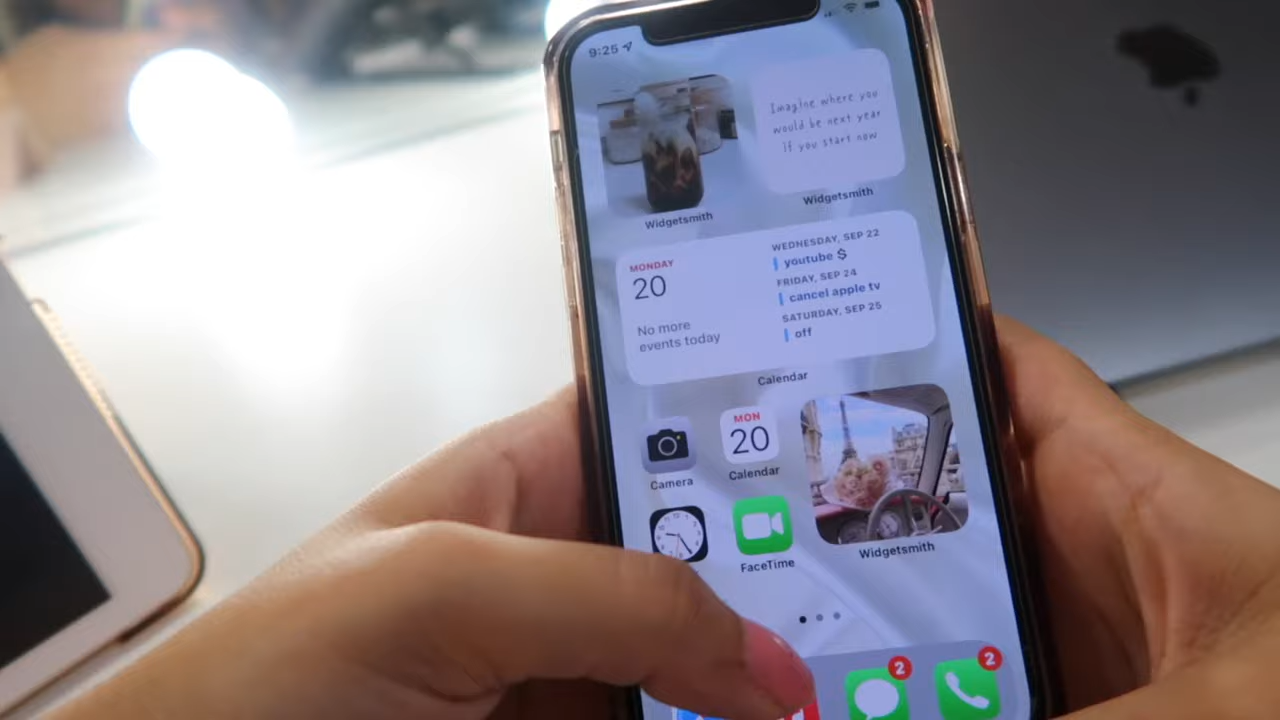 9:25
Imagine where you
would be next year
if you start now
Widgetsmith
Widgetsmith
MONDAY
20
No more
events today
WEDNESDAY, SEP 22
youtube $
FRIDAY, SEP 24
cancel apple tv
SATURDAY, SEP 25
off
Calendar
Camera
MON
20
Calendar
FaceTime
Widgetsmith
2
2